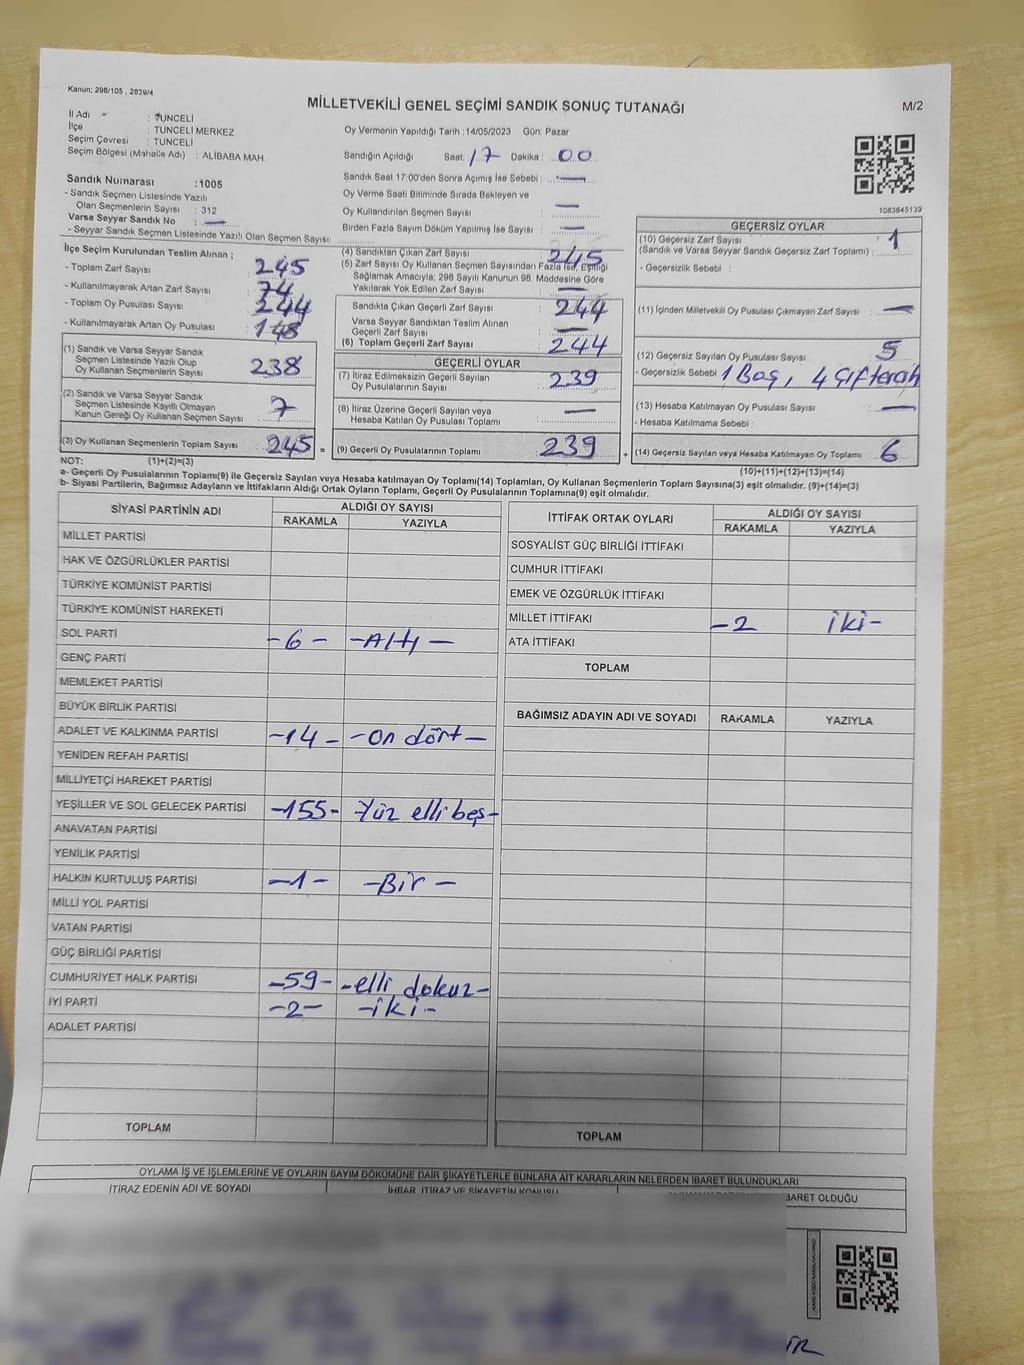 Kanun; 298/105 , 2839/4
MİLLETVEKİLİ GENEL SEÇİMİ SANDIK SONUÇ TUTANAĞI
M/2
İl Adı : TUNCELİ
İlçe : TUNCELİ MERKEZ
Seçim Çevresi : TUNCELİ
Seçim Bölgesi (Mahalle Adı) : ALİBABA MAH.
Sandık Numarası :1005
- Sandık Seçmen Listesinde Yazılı
Olan Seçmenlerin Sayısı : 312
Varsa Seyyar Sandık No : —
- Seyyar Sandık Seçmen Listesinde Yazılı Olan Seçmen Sayısı:
Oy Vermenin Yapıldığı Tarih :14/05/2023 Gün: Pazar
Sandığın Açıldığı Saat: 17 Dakika : 00
Sandık Saat 17:00'den Sonra Açımış İse Sebebi : —
Oy Verme Saati Bitiminde Sırada Bekleyen ve
Oy Kullandırılan Seçmen Sayısı : —
Birden Fazla Sayım Döküm Yapılmış İse Sayısı : —
1083845139
İlçe Seçim Kurulundan Teslim Alınan ;
- Toplam Zarf Sayısı : 245
- Kullanılmayarak Artan Zarf Sayısı : 74
- Toplam Oy Pusulası Sayısı : 244
- Kullanılmayarak Artan Oy Pusulası : 148
(1) Sandık ve Varsa Seyyar Sandık
Seçmen Listesinde Yazılı Olup
Oy Kullanan Seçmenlerin Sayısı : 238
(2) Sandık ve Varsa Seyyar Sandık
Seçmen Listesinde Kayıtlı Olmayan
Kanun Gereği Oy Kullanan Seçmen Sayısı : 7
(3) Oy Kullanan Seçmenlerin Toplam Sayısı : 245 =
(4) Sandıktan Çıkan Zarf Sayısı : 245
(5) Zarf Sayısı Oy Kullanan Seçmen Sayısından Fazla İse, Eşitliği
Sağlamak Amacıyla; 298 Sayılı Kanunun 98. Maddesine Göre
Yakılarak Yok Edilen Zarf Sayısı : —
Sandıkta Çıkan Geçerli Zarf Sayısı : 244
Varsa Seyyar Sandıktan Teslim Alınan
Geçerli Zarf Sayısı : —
(6) Toplam Geçerli Zarf Sayısı : 244
GEÇERLİ OYLAR
(7) İtiraz Edilmeksizin Geçerli Sayılan
Oy Pusulalarının Sayısı : 239
(8) İtiraz Üzerine Geçerli Sayılan veya
Hesaba Katılan Oy Pusulası Toplamı : —
(9) Geçerli Oy Pusulalarının Toplamı : 239 +
GEÇERSİZ OYLAR
(10) Geçersiz Zarf Sayısı
(Sandık ve Varsa Seyyar Sandık Geçersiz Zarf Toplamı) : 1
- Geçersizlik Sebebi :
(11) İçinden Milletvekili Oy Pusulası Çıkmayan Zarf Sayısı : —
(12) Geçersiz Sayılan Oy Pusulası Sayısı : 5
- Geçersizlik Sebebi : 1 Boş, 4 çift
(13) Hesaba Katılmayan Oy Pusulası Sayısı : —
- Hesaba Katılmama Sebebi :
(14) Geçersiz Sayılan veya Hesaba Katılmayan Oy Toplamı : 6
NOT: (1)+(2)=(3)
(10)+(11)+(12)+(13)=(14)
a- Geçerli Oy Pusulalarının Toplamı(9) ile Geçersiz Sayılan veya Hesaba katılmayan Oy Toplamı(14) Toplamları, Oy Kullanan Seçmenlerin Toplam Sayısına(3) eşit olmalıdır. (9)+(14)=(3)
b- Siyasi Partilerin, Bağımsız Adayların ve İttifakların Aldığı Ortak Oyların Toplamı, Geçerli Oy Pusulalarının Toplamına(9) eşit olmalıdır.
SİYASİ PARTİNİN ADI ALDIĞI OY SAYISI
RAKAMLA YAZIYLA
MİLLET PARTİSİ
HAK VE ÖZGÜRLÜKLER PARTİSİ
TÜRKİYE KOMÜNİST PARTİSİ
TÜRKİYE KOMÜNİST HAREKETİ
SOL PARTİ -6- -Altı-
GENÇ PARTİ
MEMLEKET PARTİSİ
BÜYÜK BİRLİK PARTİSİ
ADALET VE KALKINMA PARTİSİ -14- -On dört-
YENİDEN REFAH PARTİSİ
MİLLİYETÇİ HAREKET PARTİSİ
YEŞİLLER VE SOL GELECEK PARTİSİ -155- -Yüz elli beş-
ANAVATAN PARTİSİ
YENİLİK PARTİSİ
HALKIN KURTULUŞ PARTİSİ -1- -Bir-
MİLLİ YOL PARTİSİ
VATAN PARTİSİ
GÜÇ BİRLİĞİ PARTİSİ
CUMHURİYET HALK PARTİSİ -59- -elli dokuz-
İYİ PARTİ -2- -iki-
ADALET PARTİSİ
TOPLAM
İTTİFAK ORTAK OYLARI ALDIĞI OY SAYISI
RAKAMLA YAZIYLA
SOSYALİST GÜÇ BİRLİĞİ İTTİFAKI
CUMHUR İTTİFAKI
EMEK VE ÖZGÜRLÜK İTTİFAKI
MİLLET İTTİFAKI -2 iki-
ATA İTTİFAKI
TOPLAM
BAĞIMSIZ ADAYIN ADI VE SOYADI RAKAMLA YAZIYLA
TOPLAM
OYLAMA İŞ VE İŞLEMLERİNE VE OYLARIN SAYIM DÖKÜMÜNE DAİR ŞİKAYETLERLE BUNLARA AİT KARARLARIN NELERDEN İBARET BULUNDUKLARI
İTİRAZ EDENİN ADI VE SOYADI İHBAR, İTİRAZ VE ŞİKAYETİN KONUSU BARET OLDUĞU